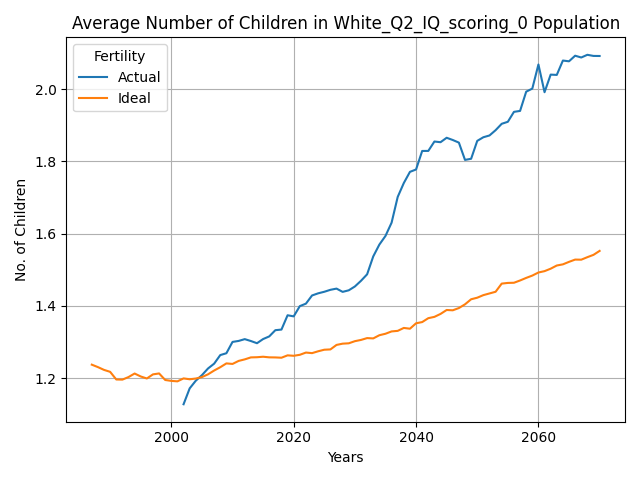 Average Number of Children in White_Q2_IQ_scoring_0 Population
Fertility
Actual
Ideal
No. of Children
2.0
1.8
1.6
1.4
1.2
2000 2020 2040 2060
Years